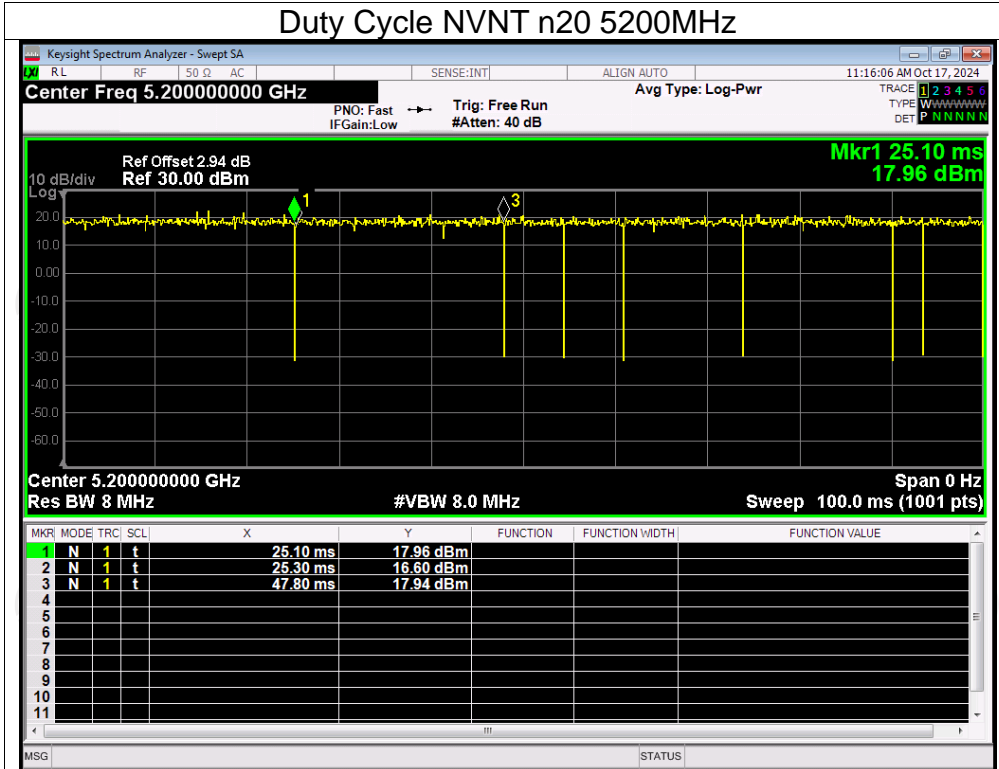 Duty Cycle NVNT n20 5200MHz
Keysight Spectrum Analyzer - Swept SA
LXI RL RF 50 Ω AC SENSE:INT ALIGN AUTO 11:16:06 AM Oct 17, 2024
Center Freq 5.200000000 GHz Avg Type: Log-Pwr TRACE 1 2 3 4 5 6
PNO: Fast Trig: Free Run TYPE WWWWWW
IFGain:Low #Atten: 40 dB DET P NNNNN
Mkr1 25.10 ms
17.96 dBm
Ref Offset 2.94 dB
10 dB/div Ref 30.00 dBm
Log
1 3
20.0
10.0
0.00
-10.0
-20.0
-30.0
-40.0
-50.0
-60.0
Center 5.200000000 GHz Span 0 Hz
Res BW 8 MHz #VBW 8.0 MHz Sweep 100.0 ms (1001 pts)
MKR MODE TRC SCL X Y FUNCTION FUNCTION WIDTH FUNCTION VALUE
1 N 1 t 25.10 ms 17.96 dBm
2 N 1 t 25.30 ms 16.60 dBm
3 N 1 t 47.80 ms 17.94 dBm
4
5
6
7
8
9
10
11
MSG STATUS